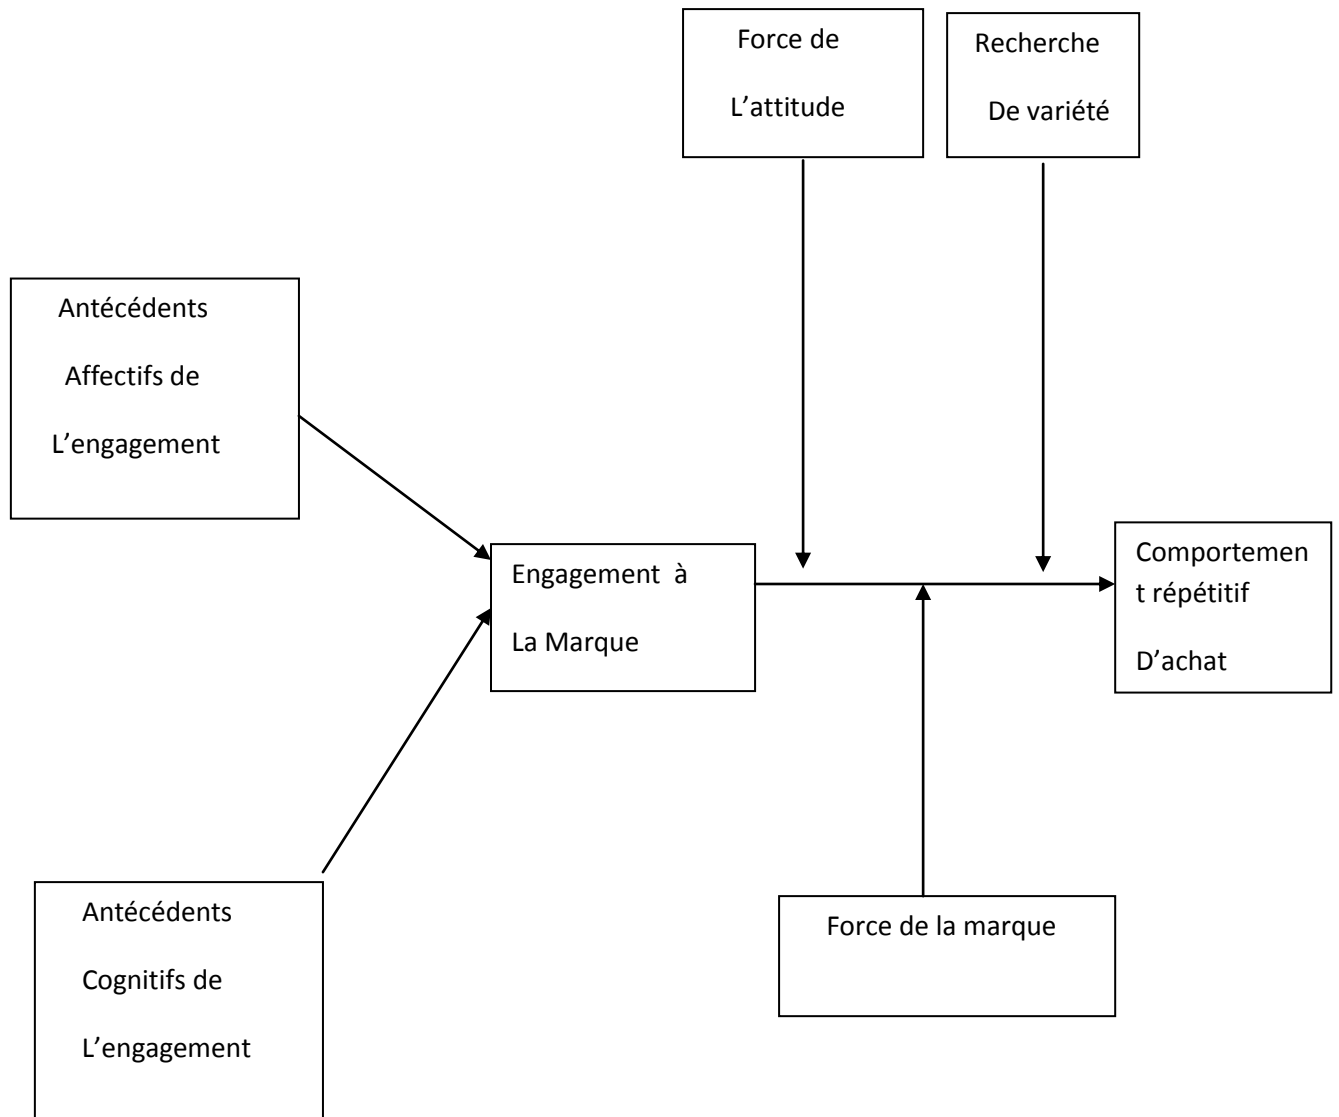 Force de
L’attitude
Recherche
De variété
Antécédents
Affectifs de
L’engagement
Engagement à
La Marque
Comportemen
t répétitif
D’achat
Antécédents
Cognitifs de
L’engagement
Force de la marque